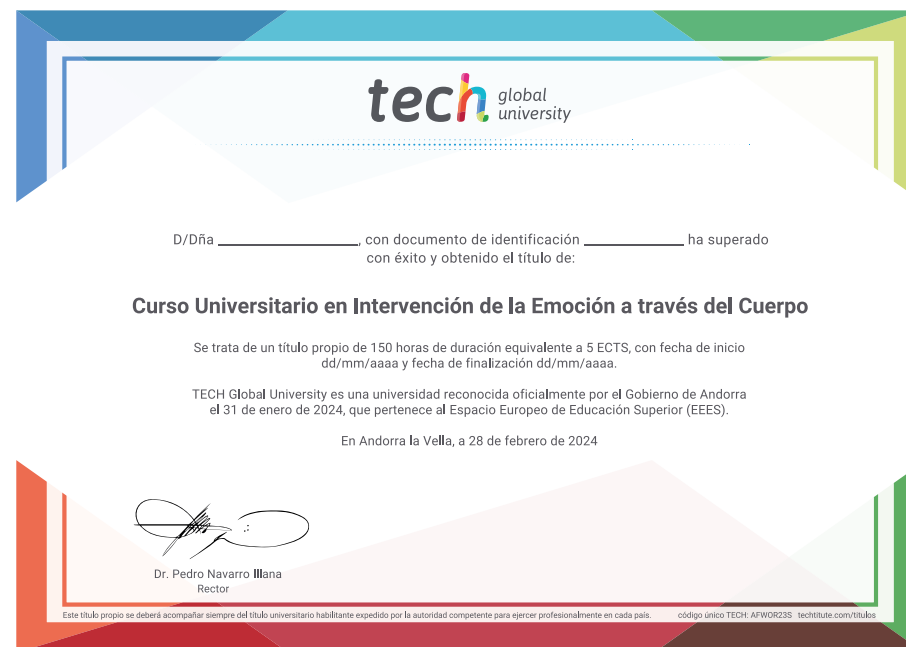 tech global university
D/Dña ____________________, con documento de identificación ______________ ha superado
con éxito y obtenido el título de:
Curso Universitario en Intervención de la Emoción a través del Cuerpo
Se trata de un título propio de 150 horas de duración equivalente a 5 ECTS, con fecha de inicio
dd/mm/aaaa y fecha de finalización dd/mm/aaaa.
TECH Global University es una universidad reconocida oficialmente por el Gobierno de Andorra
el 31 de enero de 2024, que pertenece al Espacio Europeo de Educación Superior (EEES).
En Andorra la Vella, a 28 de febrero de 2024
Dr. Pedro Navarro Illana
Rector
Este título propio se deberá acompañar siempre del título universitario habilitante expedido por la autoridad competente para ejercer profesionalmente en cada país. código único TECH: AFWOR23S techtitute.com/titulos